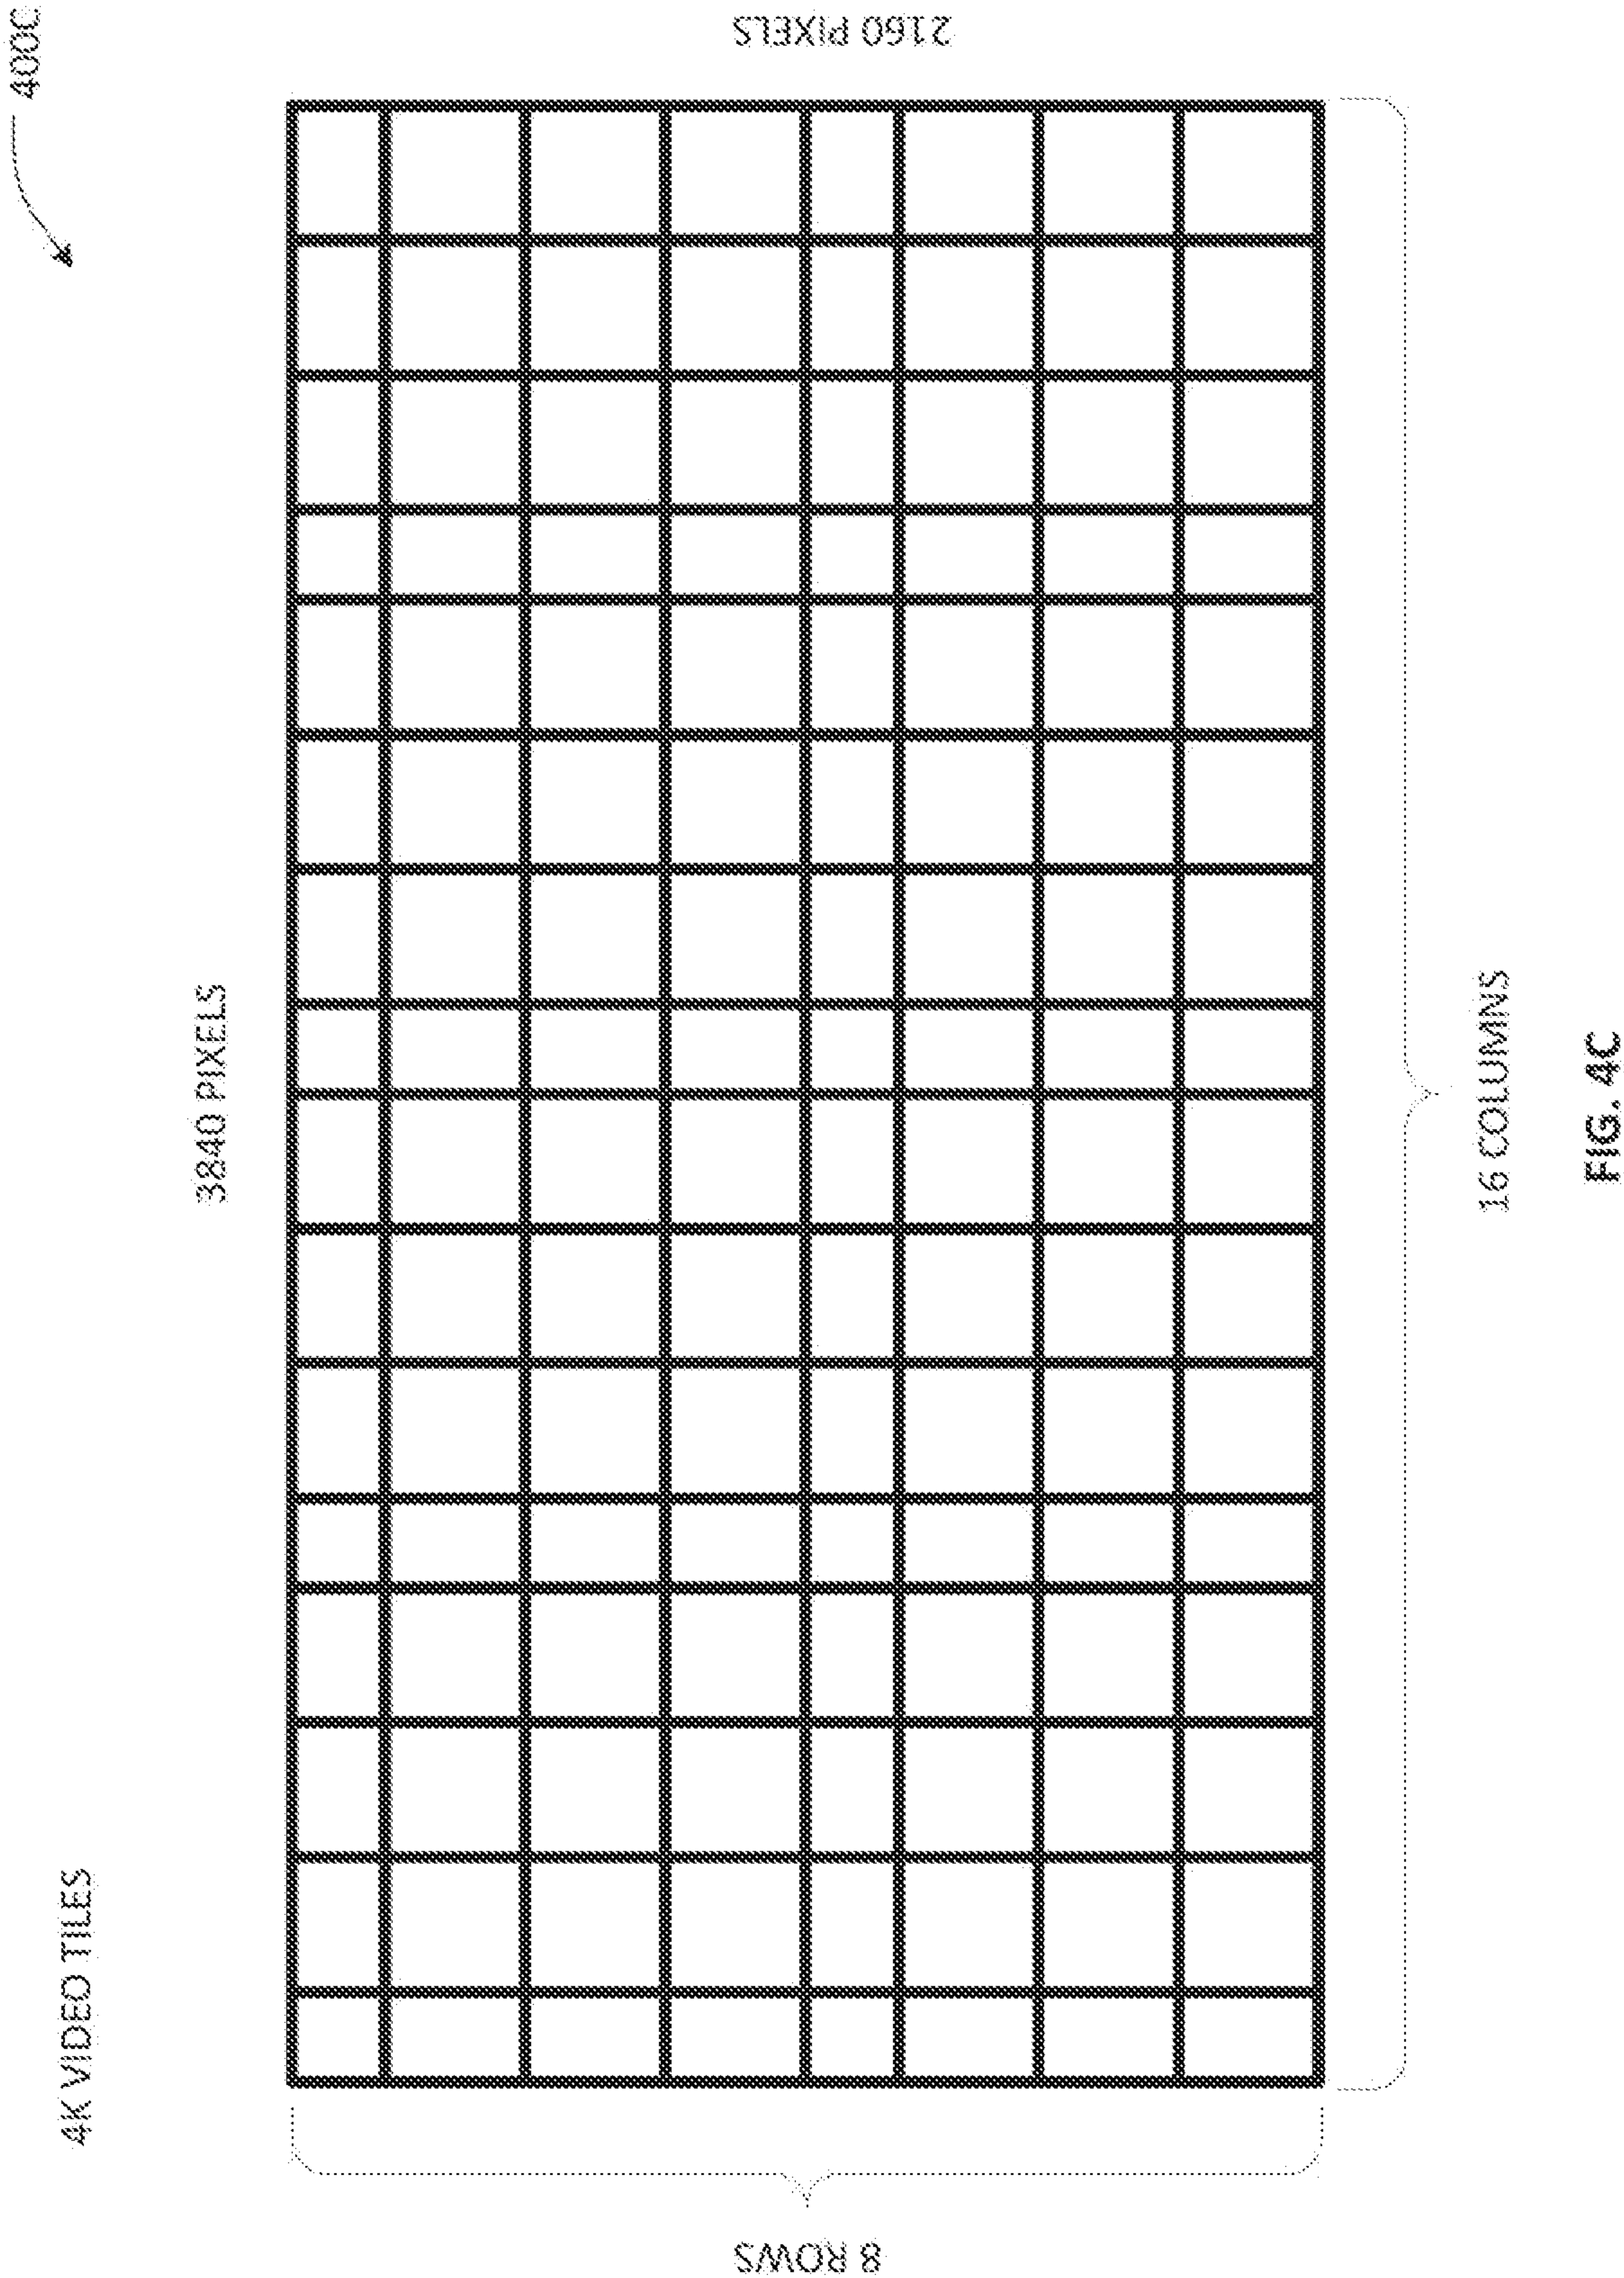 400C
4K VIDEO TILES
3840 PIXELS
2160 PIXELS
8 ROWS
16 COLUMNS
FIG. 4C